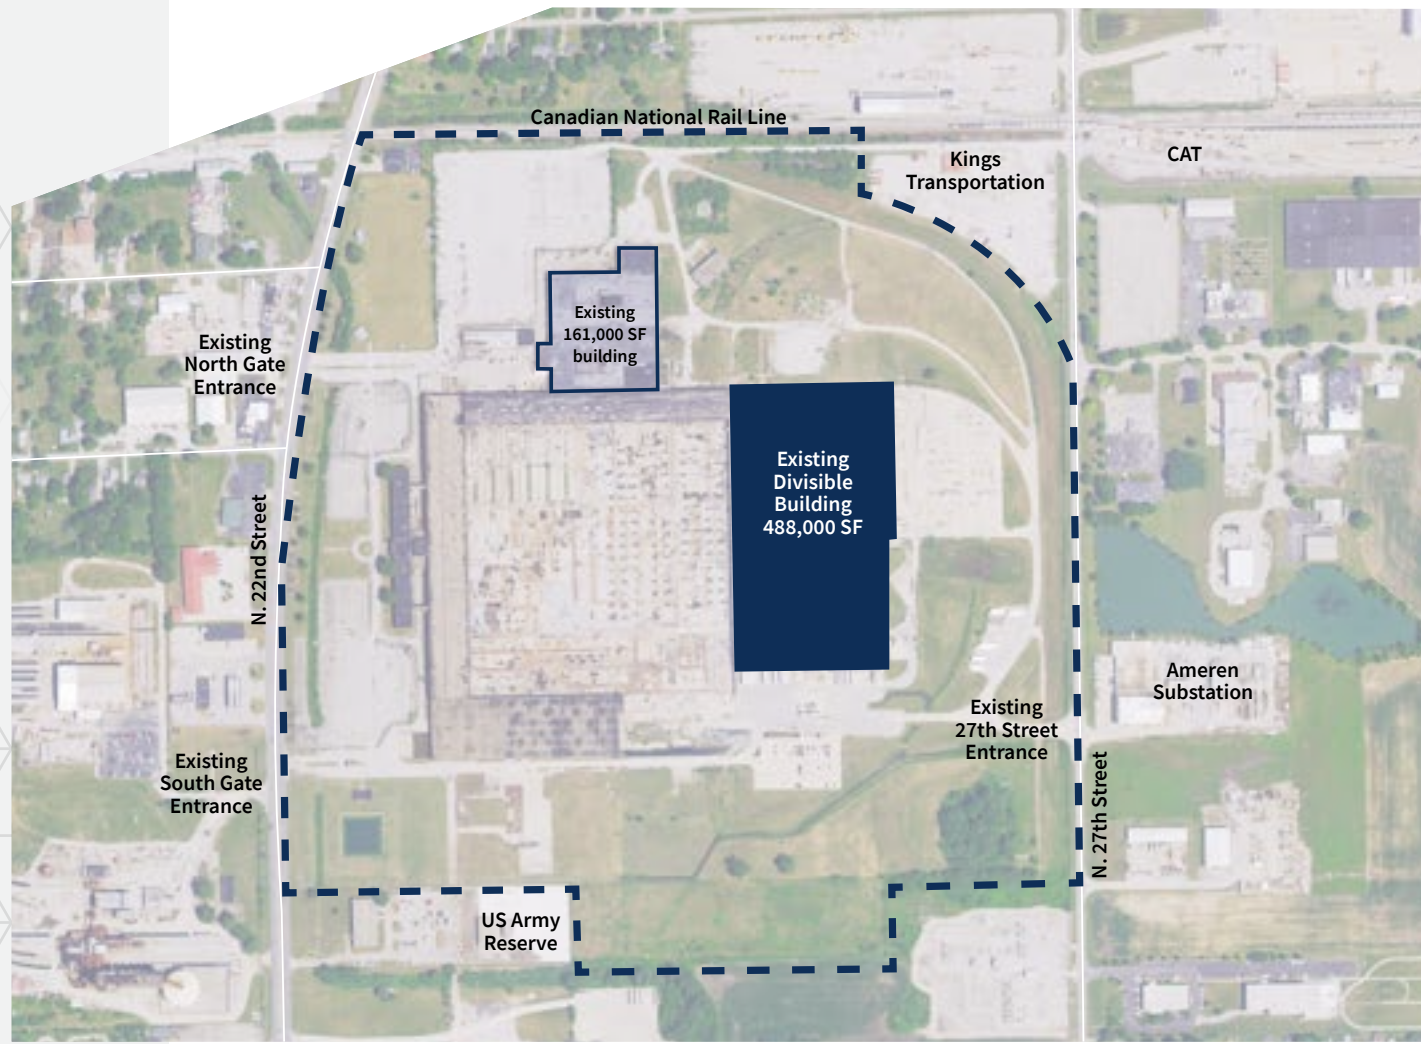 Canadian National Rail Line
Kings
Transportation
CAT
Existing
161,000 SF
building
Existing
North Gate
Entrance
Existing
Divisible
Building
488,000 SF
N. 22nd Street
Ameren
Substation
Existing
27th Street
Entrance
Existing
South Gate
Entrance
N. 27th Street
US Army
Reserve